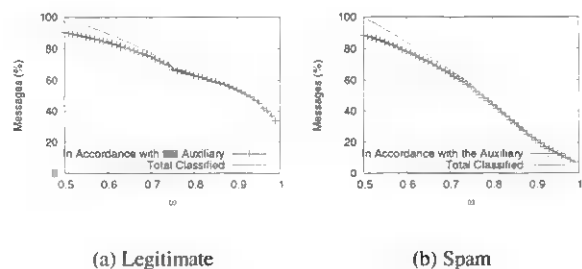 100
80
60
40
20
0.5 0.6 0.7 0.8 0.9 1
Messages (%)
In Accordance with Auxiliary
Total Classified
ω
(a) Legitimate
100
80
60
40
20
0
0.5 0.6 0.7 0.8 0.9 1
Messages (%)
In Accordance with the Auxiliary
Total Classified
ω
(b) Spam